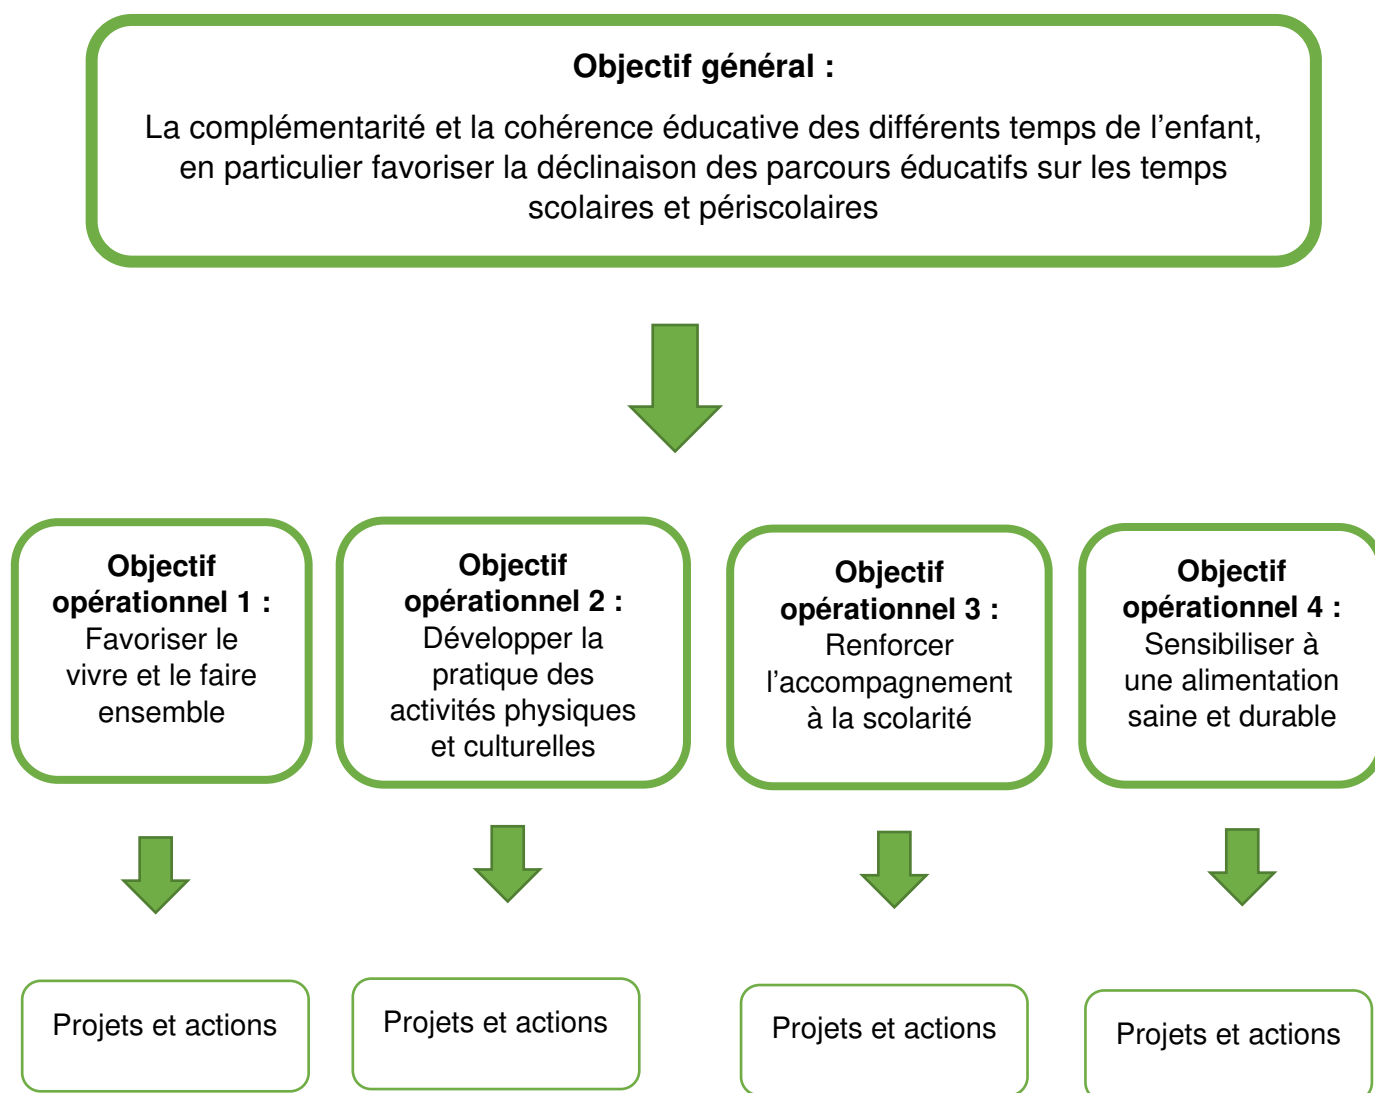 Objectif général :
La complémentarité et la cohérence éducative des différents temps de l’enfant,
en particulier favoriser la déclinaison des parcours éducatifs sur les temps
scolaires et périscolaires
Objectif
opérationnel 1 :
Favoriser le
vivre et le faire
ensemble
Objectif
opérationnel 2 :
Développer la
pratique des
activités physiques
et culturelles
Objectif
opérationnel 3 :
Renforcer
l’accompagnement
à la scolarité
Objectif
opérationnel 4 :
Sensibiliser à
une alimentation
saine et durable
Projets et actions
Projets et actions
Projets et actions
Projets et actions